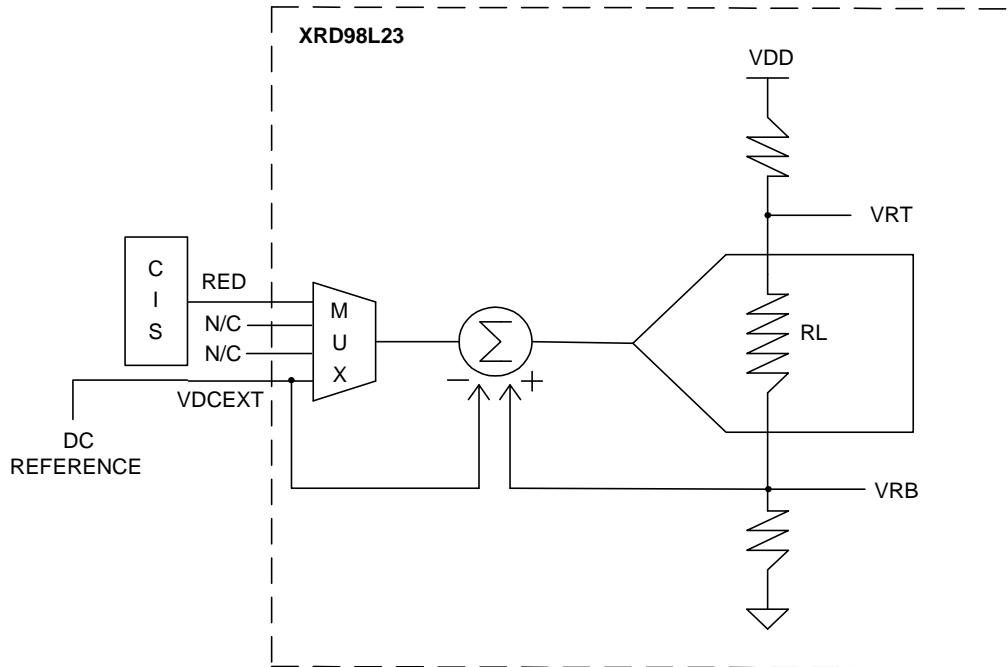 XRD98L23
VDD
VRT
C
I
S
RED
N/C
N/C
VDCEXT
M
U
X
Σ
−
+
RL
DC
REFERENCE
VRB